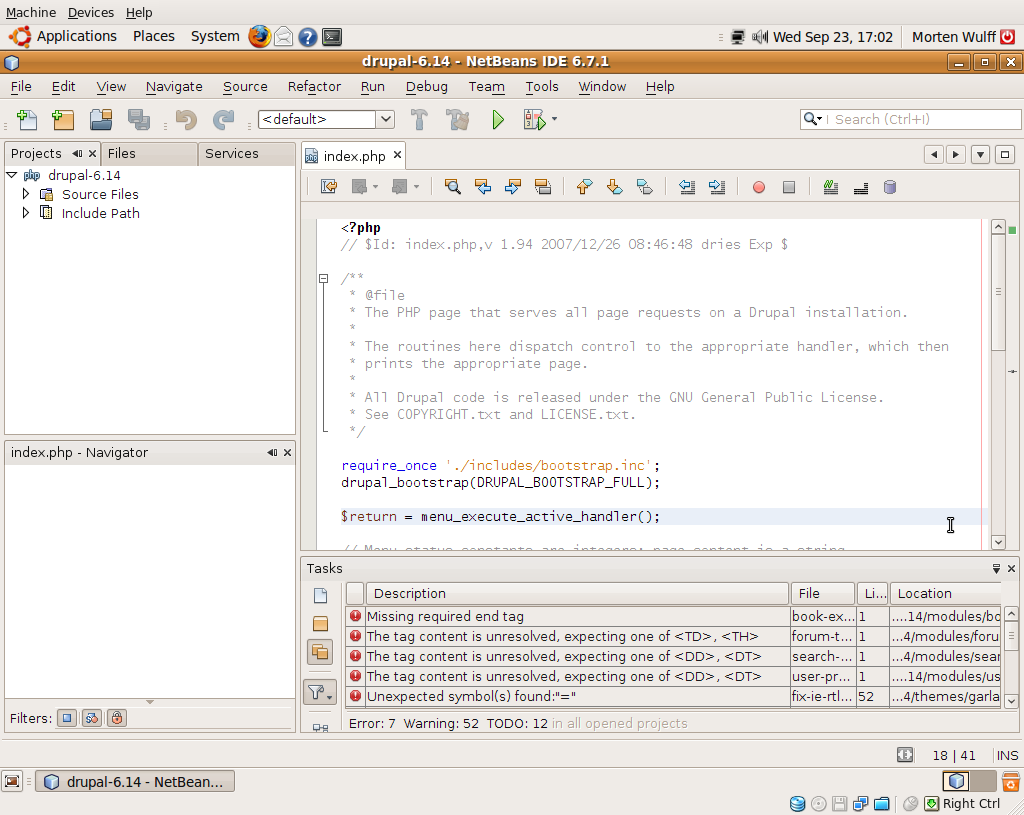 Machine Devices Help
Applications Places System Wed Sep 23, 17:02 Morten Wulff
drupal-6.14 - NetBeans IDE 6.7.1
File Edit View Navigate Source Refactor Run Debug Team Tools Window Help
<default> Search (Ctrl+I)
Projects Files Services
php drupal-6.14
Source Files
Include Path
index.php - Navigator
Filters:
index.php
<?php
// $Id: index.php,v 1.94 2007/12/26 08:46:48 dries Exp $
/**
* @file
* The PHP page that serves all page requests on a Drupal installation.
*
* The routines here dispatch control to the appropriate handler, which then
* prints the appropriate page.
*
* All Drupal code is released under the GNU General Public License.
* See COPYRIGHT.txt and LICENSE.txt.
*/
require_once './includes/bootstrap.inc';
drupal_bootstrap(DRUPAL_BOOTSTRAP_FULL);
$return = menu_execute_active_handler();
// Menu status constants are integers; page content is a string.
Tasks
Description File Li... Location
Missing required end tag book-ex... 1 ....14/modules/bo
The tag content is unresolved, expecting one of <TD>, <TH> forum-t... 1 ...4/modules/foru
The tag content is unresolved, expecting one of <DD>, <DT> search-... 1 ...4/modules/sear
The tag content is unresolved, expecting one of <DD>, <DT> user-pr... 1 ....14/modules/us
Unexpected symbol(s) found:"=" fix-ie-rtl... 52 ...4/themes/garla
Error: 7 Warning: 52 TODO: 12 in all opened projects
18 | 41 INS
drupal-6.14 - NetBean...
Right Ctrl